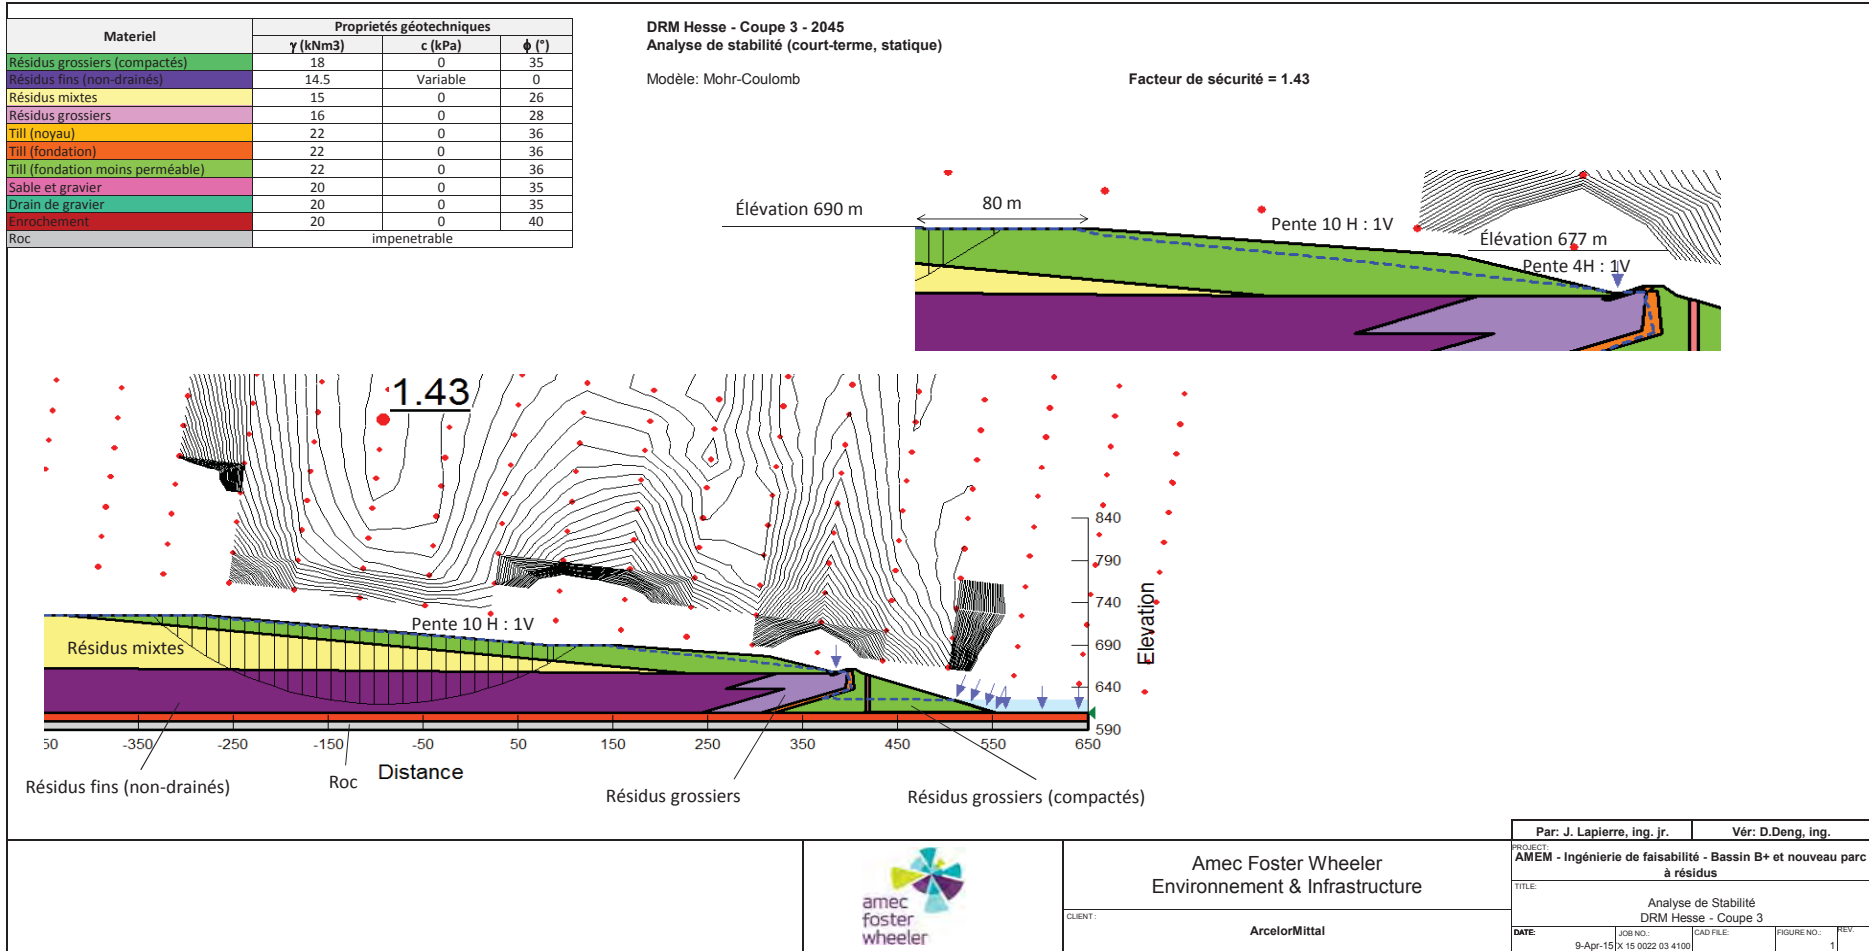 Materiel
Propriétés géotechniques
γ (kNm3) c (kPa) ϕ (°)
Résidus grossiers (compactés) 18 0 35
Résidus fins (non-drainés) 14.5 Variable 0
Résidus mixtes 15 0 26
Résidus grossiers 16 0 28
Till (noyau) 22 0 36
Till (fondation) 22 0 36
Till (fondation moins perméable) 22 0 36
Sable et gravier 20 0 35
Drain de gravier 20 0 35
Enrochement 20 0 40
Roc impenetrable
DRM Hesse - Coupe 3 - 2045
Analyse de stabilité (court-terme, statique)
Modèle: Mohr-Coulomb
Facteur de sécurité = 1.43
Élévation 690 m
80 m
Pente 10 H : 1V
Élévation 677 m
Pente 4H : 1V
1.43
Pente 10 H : 1V
Résidus mixtes
840
790
740
690
640
590
Elevation
50 -350 -250 -150 -50 50 150 250 350 450 550 650
Distance
Résidus fins (non-drainés)
Roc
Résidus grossiers
Résidus grossiers (compactés)
amec
foster
wheeler
Amec Foster Wheeler
Environnement & Infrastructure
CLIENT :
ArcelorMittal
Par: J. Lapierre, ing. jr.
Vér: D.Deng, ing.
PROJECT:
AMEM - Ingénierie de faisabilité - Bassin B+ et nouveau parc
à résidus
TITLE:
Analyse de Stabilité
DRM Hesse - Coupe 3
DATE: JOB NO.: CAD FILE: FIGURE NO.: REV.
9-Apr-15 X 15 0022 03 4100 1